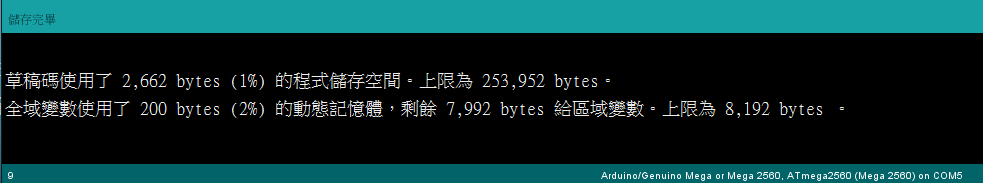 儲存完畢
草稿碼使用了 2,662 bytes (1%) 的程式儲存空間。上限為 253,952 bytes。
全域變數使用了 200 bytes (2%) 的動態記憶體，剩餘 7,992 bytes 給區域變數。上限為 8,192 bytes 。
9 Arduino/Genuino Mega or Mega 2560, ATmega2560 (Mega 2560) on COM5